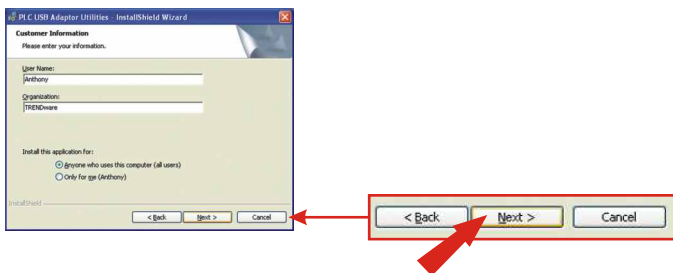 PLC USB Adaptor Utilities - InstallShield Wizard
Customer Information
Please enter your information.
User Name:
Anthony
Organization:
TRENDware
Install this application for:
Anyone who uses this computer (all users)
Only for me (Anthony)
InstallShield
< Back Next > Cancel
< Back Next > Cancel